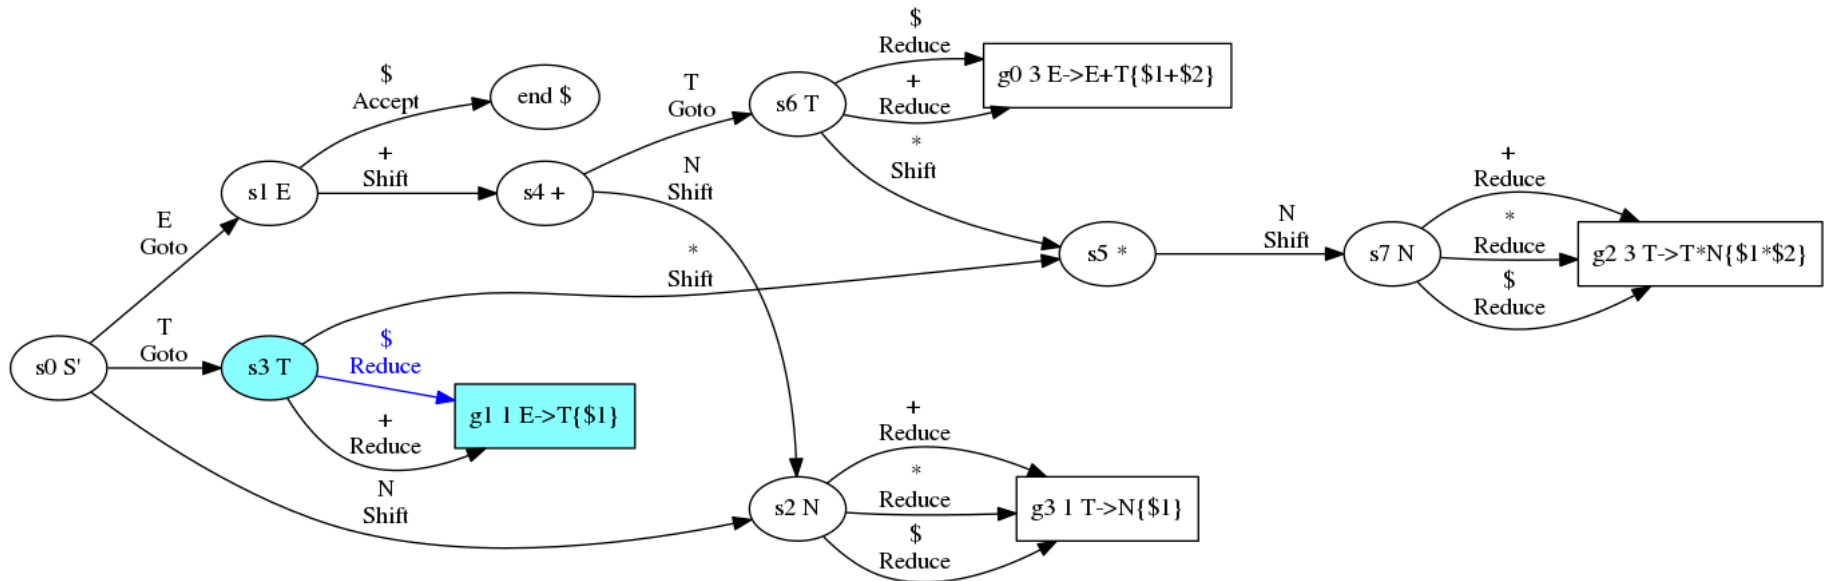 $
Reduce
g0 3 E->E+T{$1+$2}
$
Accept
end $
T
Goto
s6 T
+
Reduce
*
Shift
+
Reduce
E
Goto
s1 E
+
Shift
s4 +
N
Shift
*
Reduce
g2 3 T->T*N{$1*$2}
*
Shift
s5 *
N
Shift
s7 N
$
Reduce
s0 S'
T
Goto
s3 T
$
Reduce
g1 1 E->T{$1}
+
Reduce
+
Reduce
N
Shift
s2 N
*
Reduce
g3 1 T->N{$1}
$
Reduce